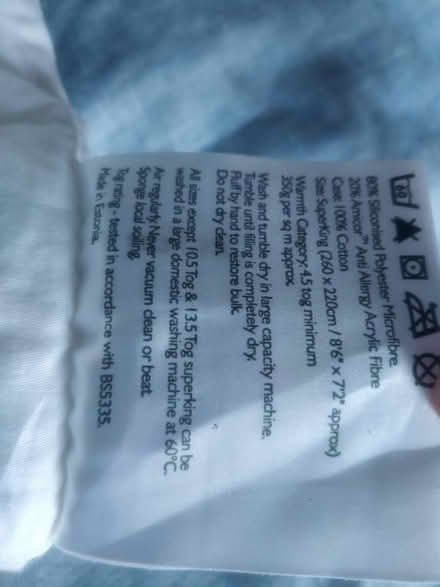 60
80% Siliconised Polyester Microfibre
20% Amicor™ Anti Allergy Acrylic Fibre
Case: 100% Cotton
Size: SuperKing (260 x 220cm / 8'6" x 7'2" approx)
Warmth Category: 4.5 tog minimum
350g per sq m approx.
Wash and tumble dry in large capacity machine.
Tumble until filling is completely dry.
Fluff by hand to restore bulk.
Do not dry clean.
All sizes except 10.5 Tog & 13.5 Tog superking can be
washed in a large domestic washing machine at 60°C.
Air regularly. Never vacuum clean or beat.
Sponge local soiling.
Tog rating - tested in accordance with BS5335.
Made in Estonia.